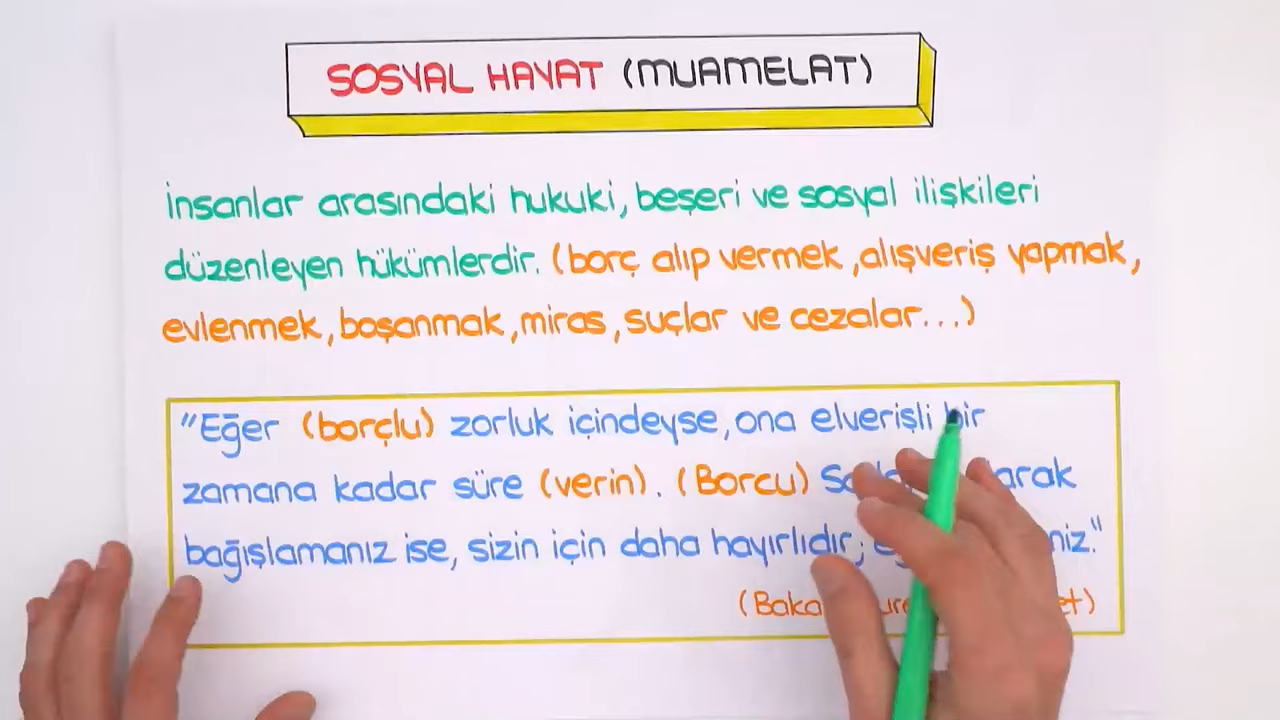 SOSYAL HAYAT (MUAMELAT)
İnsanlar arasındaki hukuki, beşeri ve sosyal ilişkileri
düzenleyen hükümlerdir. (borç alıp vermek, alışveriş yapmak,
evlenmek, boşanmak, miras, suçlar ve cezalar...)
"Eğer (borçlu) zorluk içindeyse, ona elverişli bir
zamana kadar süre (verin). (Borcu)
bağışlamanız ise, sizin için daha hayırlıdır;